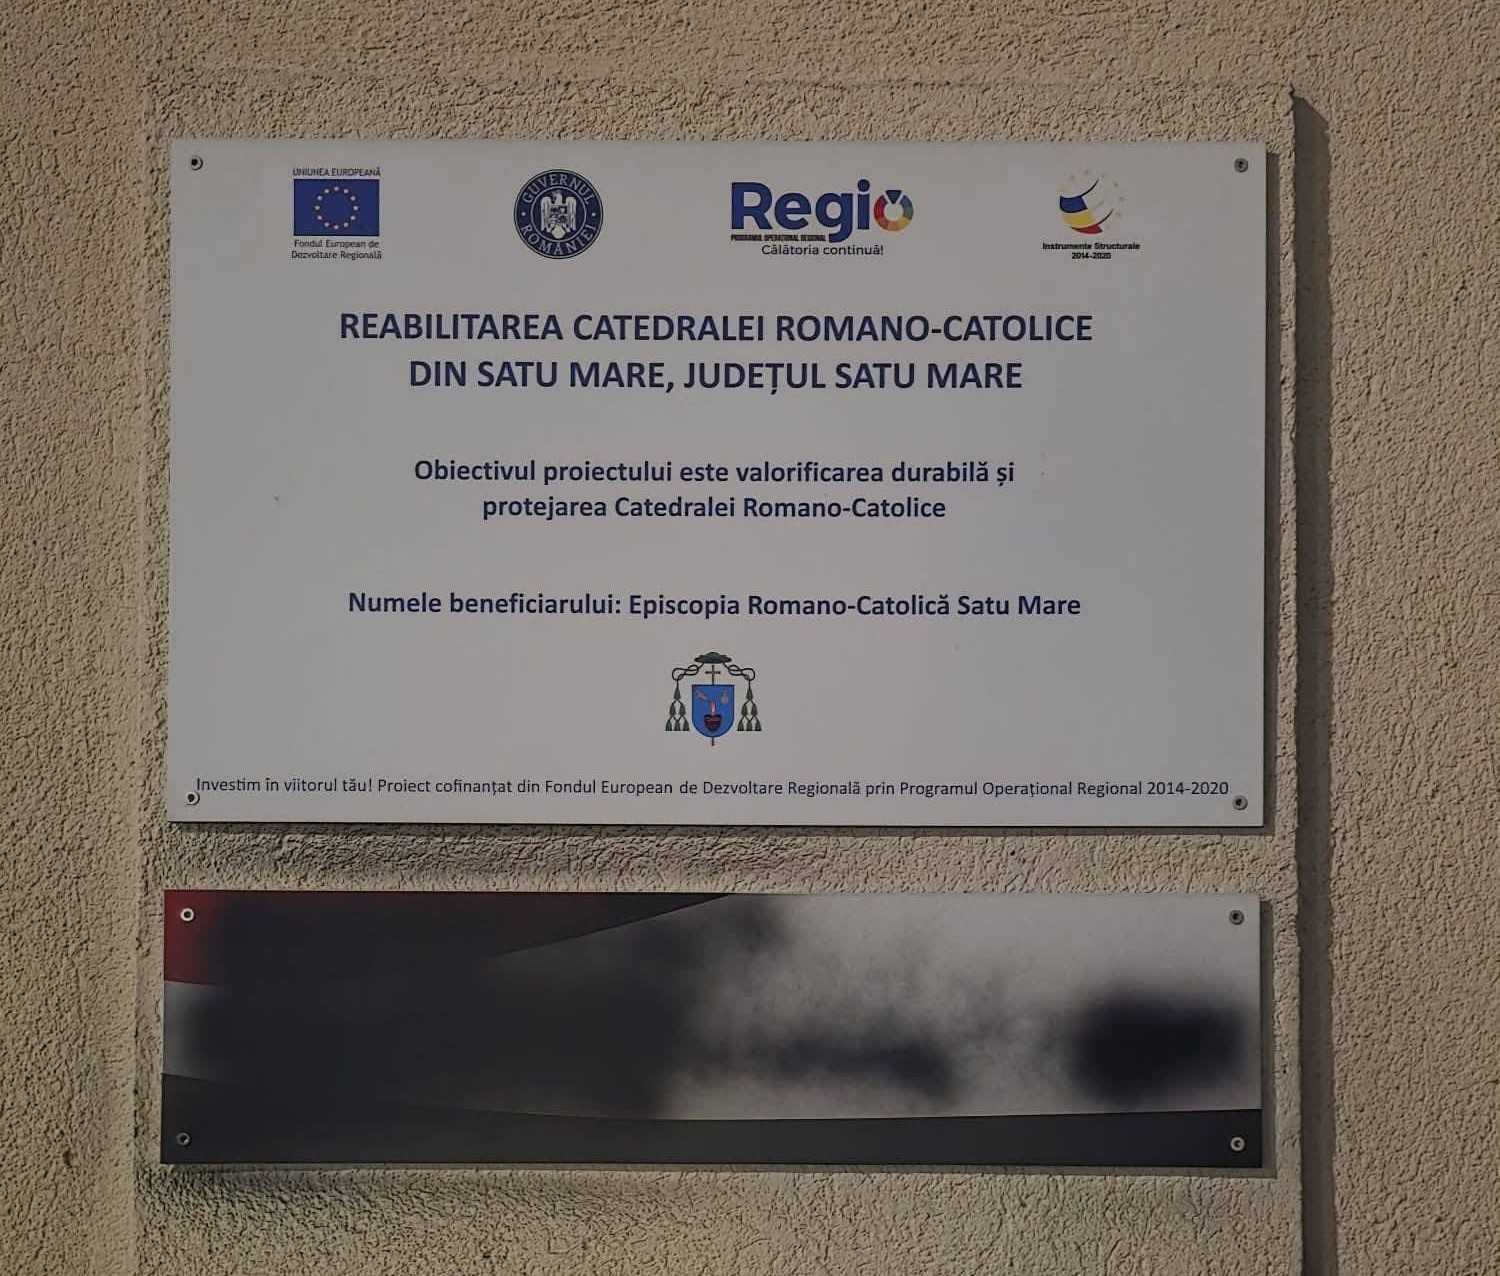 UNIUNEA EUROPEANĂ
Fondul European de
Dezvoltare Regională
GUVERNUL ROMÂNIEI
Regio
PROGRAMUL OPERAȚIONAL REGIONAL
Călătoria continuă!
Instrumente Structurale
2014-2020
REABILITAREA CATEDRALEI ROMANO-CATOLICE
DIN SATU MARE, JUDEȚUL SATU MARE
Obiectivul proiectului este valorificarea durabilă și
protejarea Catedralei Romano-Catolice
Numele beneficiarului: Episcopia Romano-Catolică Satu Mare
Investim în viitorul tău! Proiect cofinanțat din Fondul European de Dezvoltare Regională prin Programul Operațional Regional 2014-2020